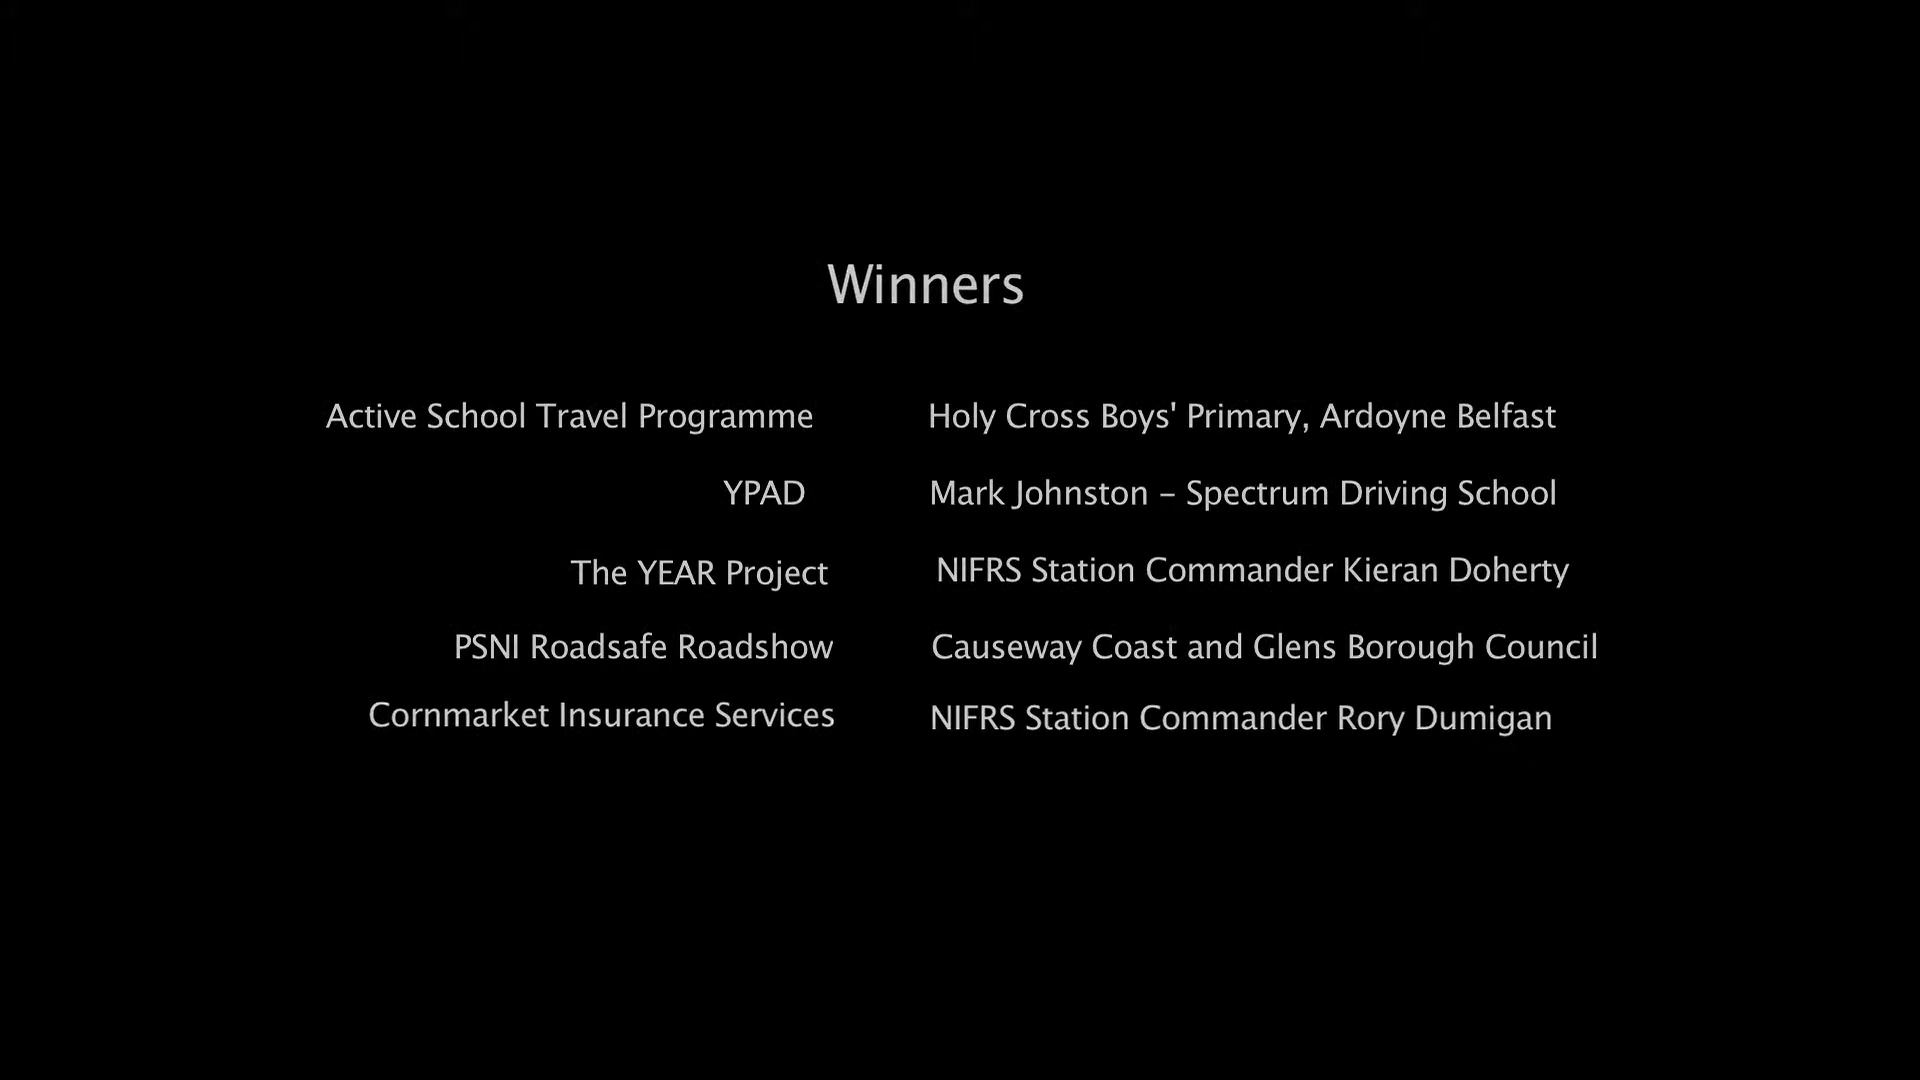 Winners
Active School Travel Programme
Holy Cross Boys' Primary, Ardoyne Belfast
YPAD
Mark Johnston – Spectrum Driving School
The YEAR Project
NIFRS Station Commander Kieran Doherty
PSNI Roadsafe Roadshow
Causeway Coast and Glens Borough Council
Cornmarket Insurance Services
NIFRS Station Commander Rory Dumigan